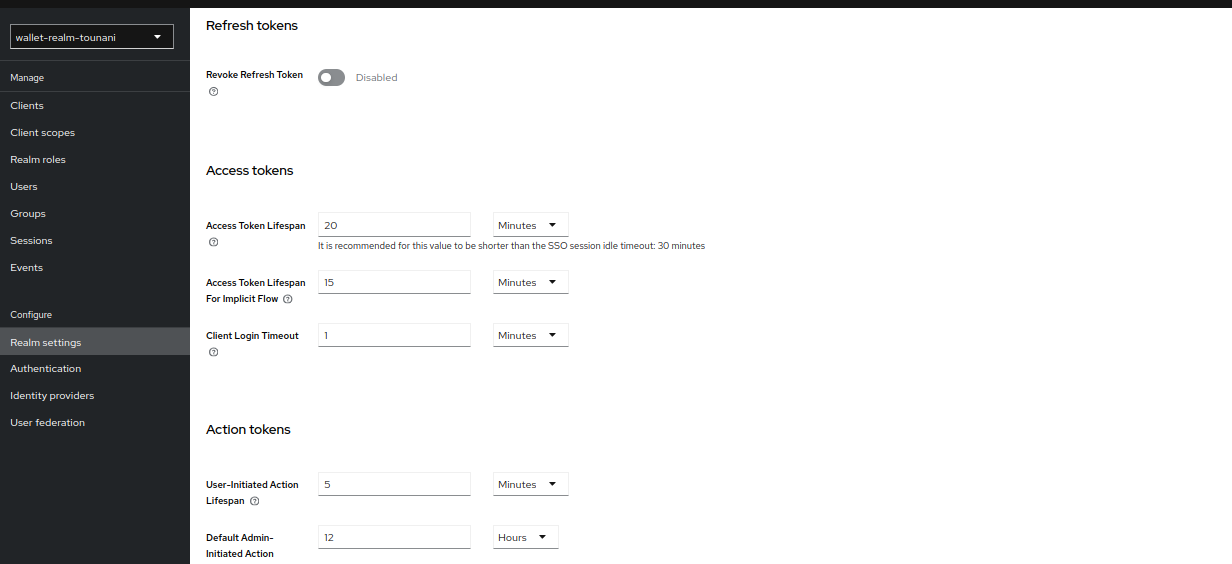 wallet-realm-tounani
Manage
Clients
Client scopes
Realm roles
Users
Groups
Sessions
Events
Configure
Realm settings
Authentication
Identity providers
User federation
Refresh tokens
Revoke Refresh Token
Disabled
Access tokens
Access Token Lifespan
20 Minutes
It is recommended for this value to be shorter than the SSO session idle timeout: 30 minutes
Access Token Lifespan
For Implicit Flow
15 Minutes
Client Login Timeout
1 Minutes
Action tokens
User-Initiated Action
Lifespan
5 Minutes
Default Admin-
Initiated Action
12 Hours